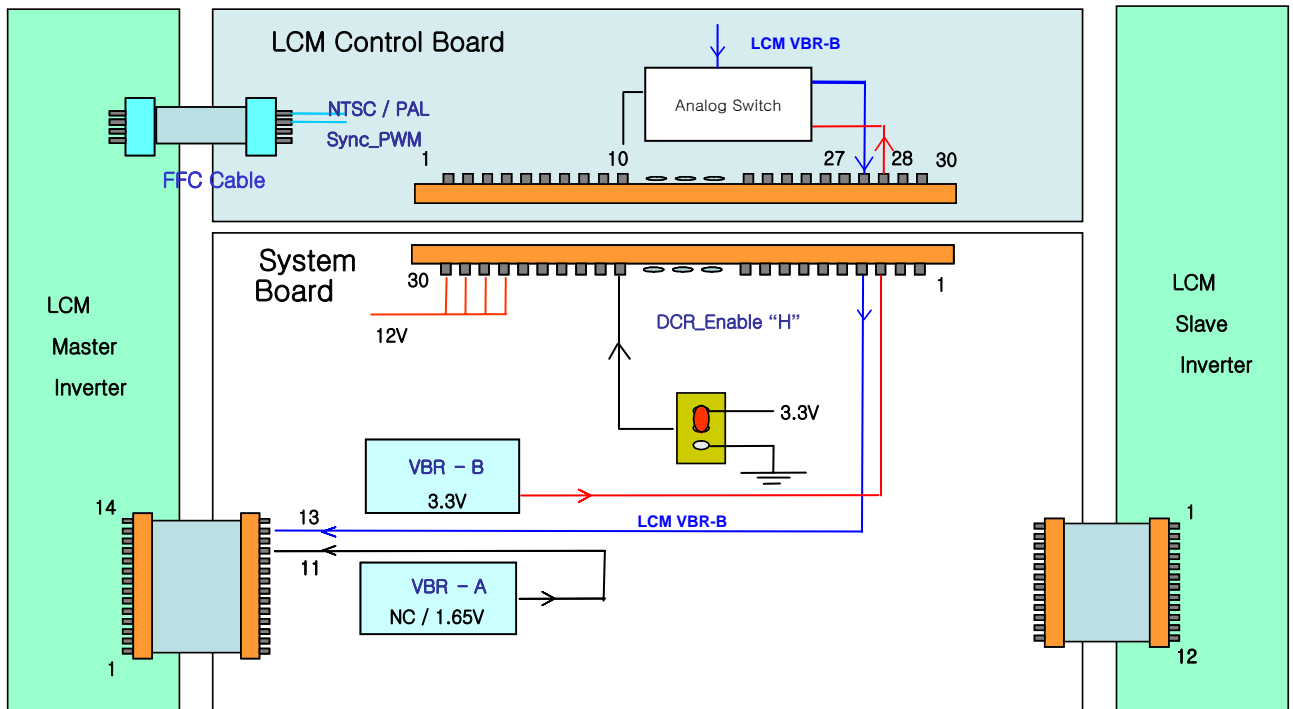 LCM Control Board
LCM VBR-B
Analog Switch
NTSC / PAL
Sync_PWM
FFC Cable
1
10
27
28
30
System
Board
30
1
12V
DCR_Enable “H”
3.3V
LCM
Master
Inverter
LCM
Slave
Inverter
VBR - B
3.3V
LCM VBR-B
14
13
11
1
VBR - A
NC / 1.65V
1
12